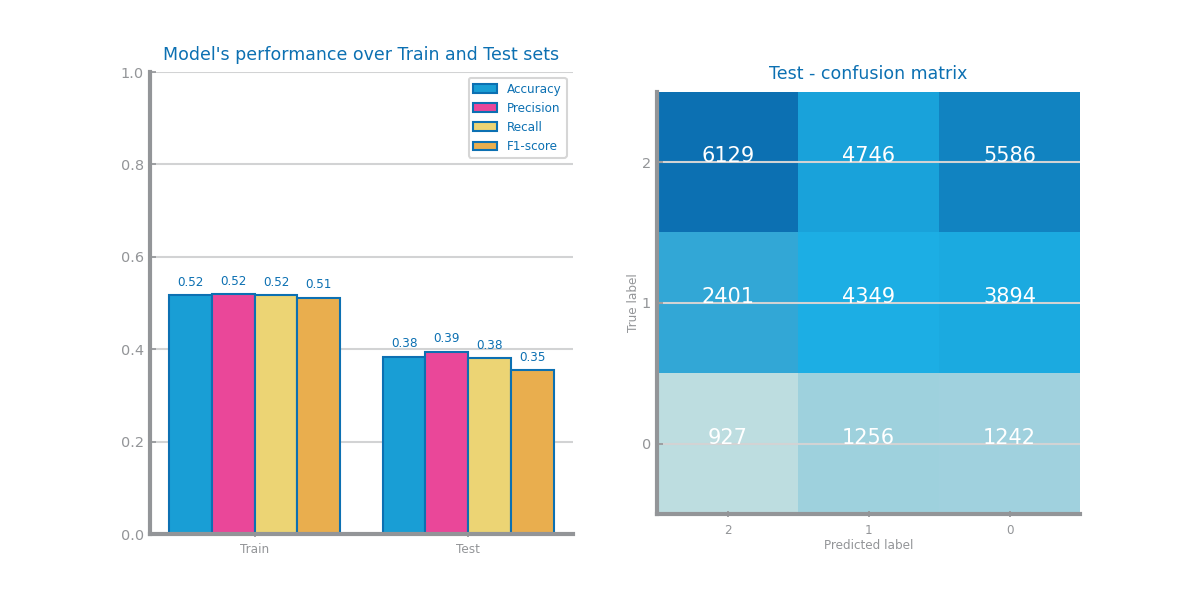 Model's performance over Train and Test sets
1.0
0.8
0.6
0.4
0.2
0.0
Accuracy
Precision
Recall
F1-score
0.52 0.52 0.52 0.51
0.38 0.39 0.38 0.35
Train Test
Test - confusion matrix
True label
2
1
0
6129 4746 5586
2401 4349 3894
927 1256 1242
2 1 0
Predicted label